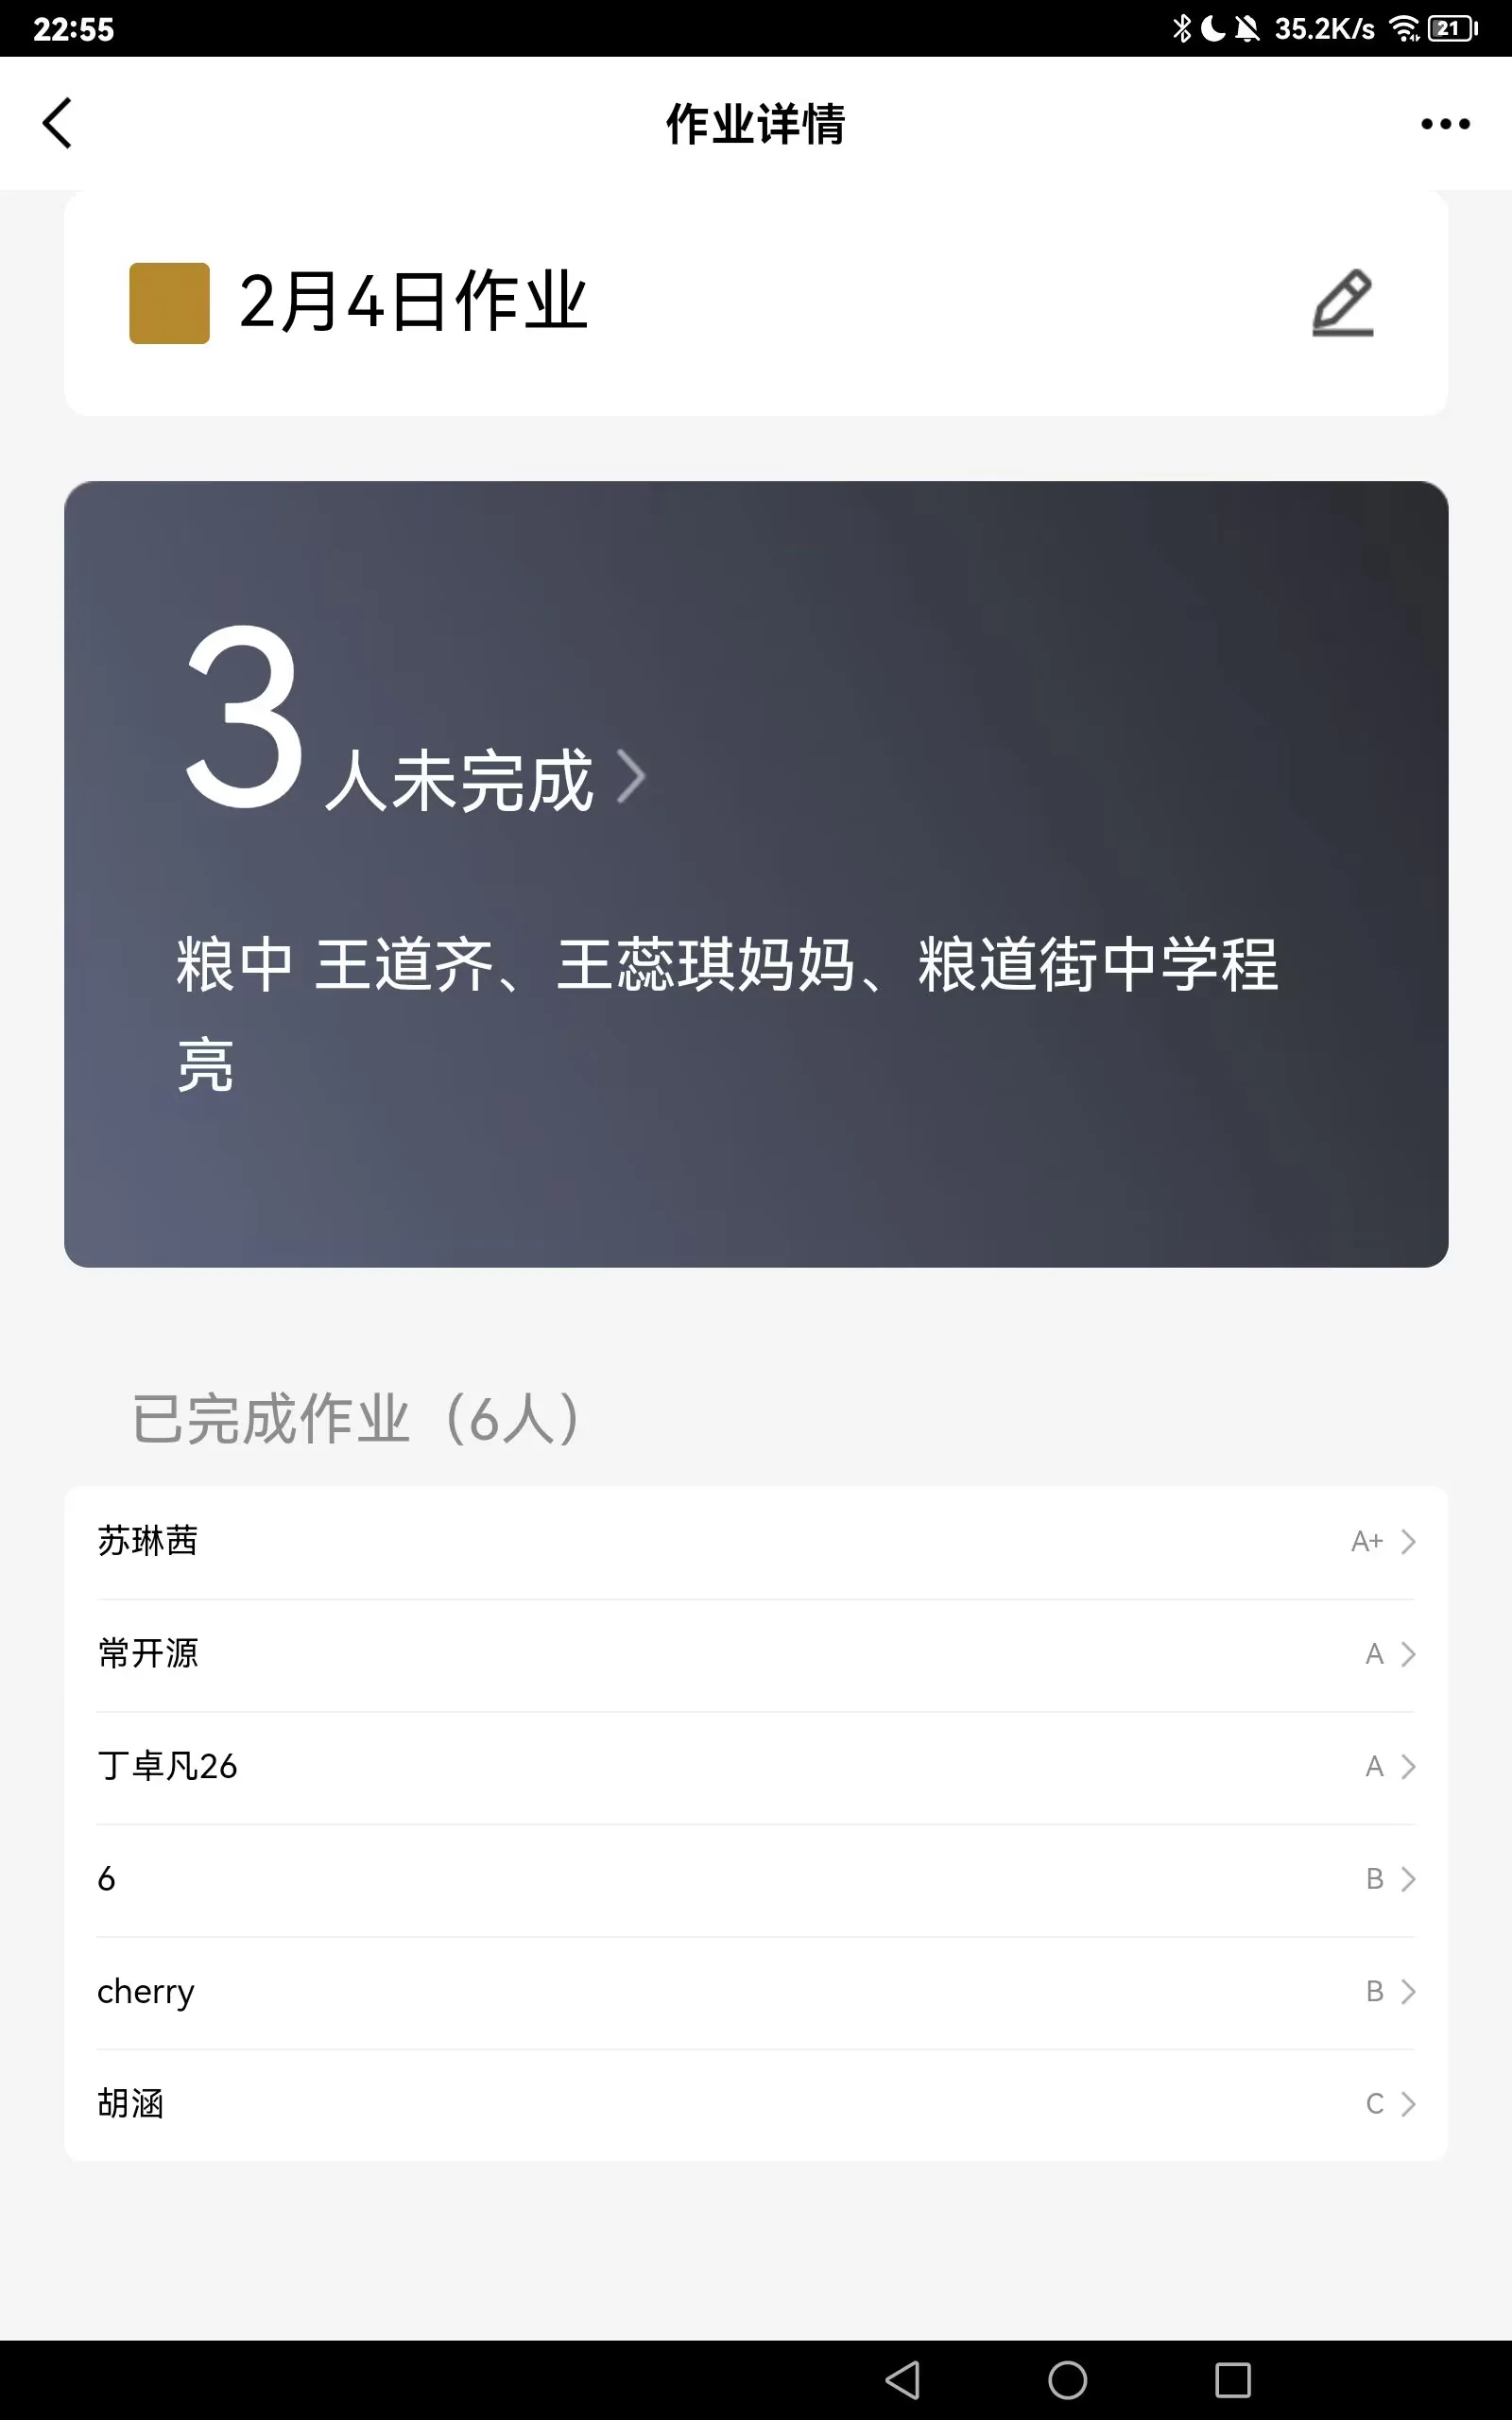 22:55
35.2K/s 21
作业详情
2月4日作业
3人未完成
粮中 王道齐、王蕊琪妈妈、粮道街中学程
亮
已完成作业（6人）
苏琳茜 A+
常开源 A
丁卓凡26 A
6 B
cherry B
胡涵 C